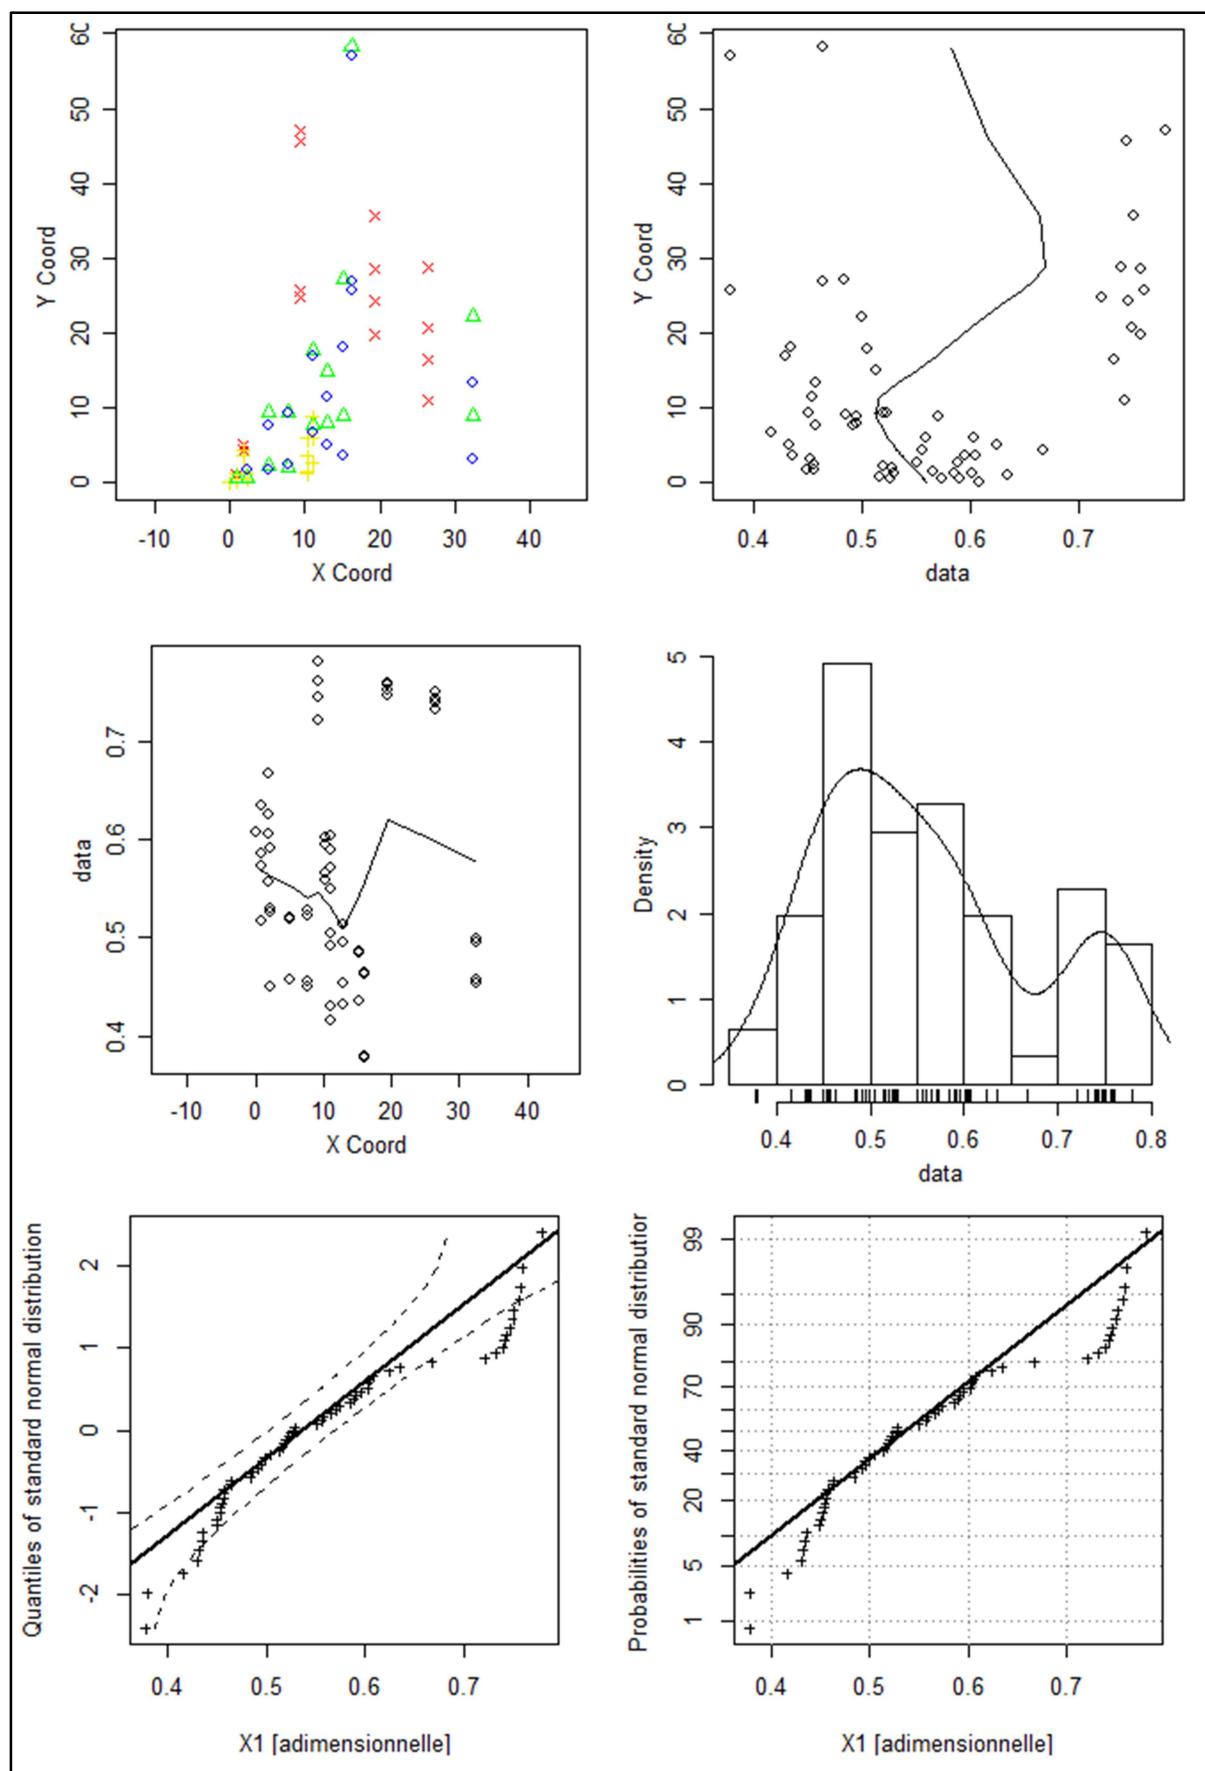 60
50
40
30
20
10
0
Y Coord
-10 0 10 20 30 40
X Coord
60
50
40
30
20
10
0
Y Coord
0.4 0.5 0.6 0.7
data
0.7
0.6
0.5
0.4
data
-10 0 10 20 30 40
X Coord
5
4
3
2
1
0
Density
0.4 0.5 0.6 0.7 0.8
data
2
1
0
-1
-2
Quantiles of standard normal distribution
0.4 0.5 0.6 0.7
X1 [adimensionnelle]
99
90
70
40
20
5
1
Probabilities of standard normal distribution
0.4 0.5 0.6 0.7
X1 [adimensionnelle]